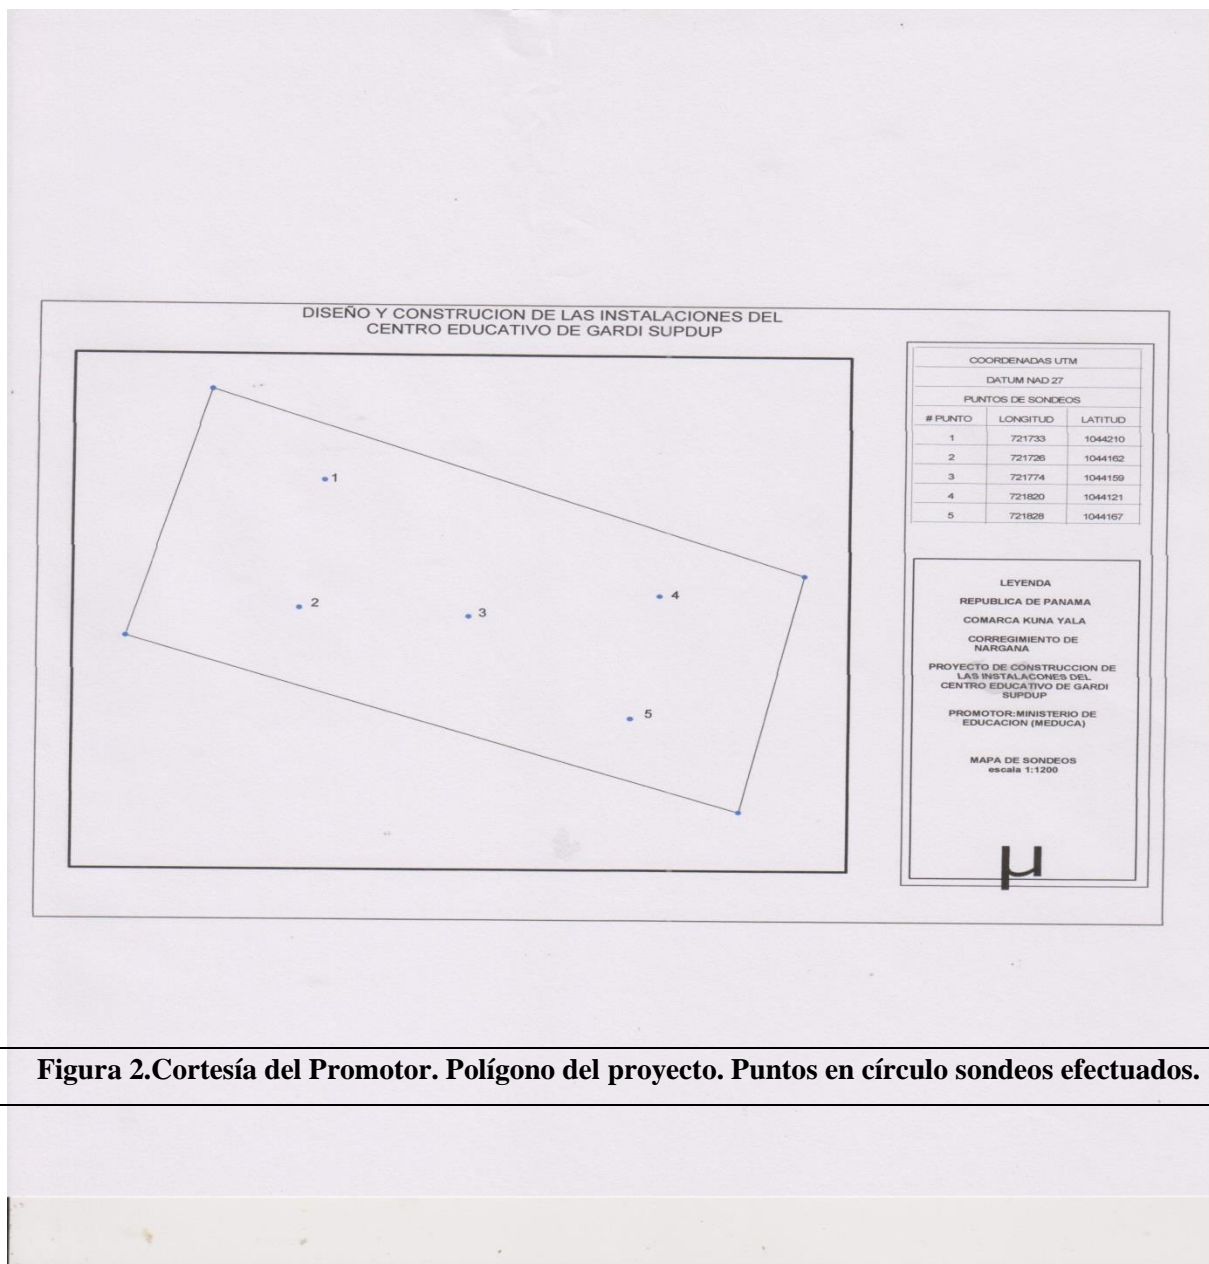 DISEÑO Y CONSTRUCION DE LAS INSTALACIONES DEL
CENTRO EDUCATIVO DE GARDI SUPDUP
1
2
3
4
5
COORDENADAS UTM
DATUM NAD 27
PUNTOS DE SONDEOS
# PUNTO LONGITUD LATITUD
1 721733 1044210
2 721726 1044162
3 721774 1044159
4 721820 1044121
5 721828 1044167
LEYENDA
REPUBLICA DE PANAMA
COMARCA KUNA YALA
CORREGIMIENTO DE
NARGANA
PROYECTO DE CONSTRUCCION DE
LAS INSTALACONES DEL
CENTRO EDUCATIVO DE GARDI
SUPDUP
PROMOTOR:MINISTERIO DE
EDUCACION (MEDUCA)
MAPA DE SONDEOS
escala 1:1200
µ
Figura 2.Cortesía del Promotor. Polígono del proyecto. Puntos en círculo sondeos efectuados.